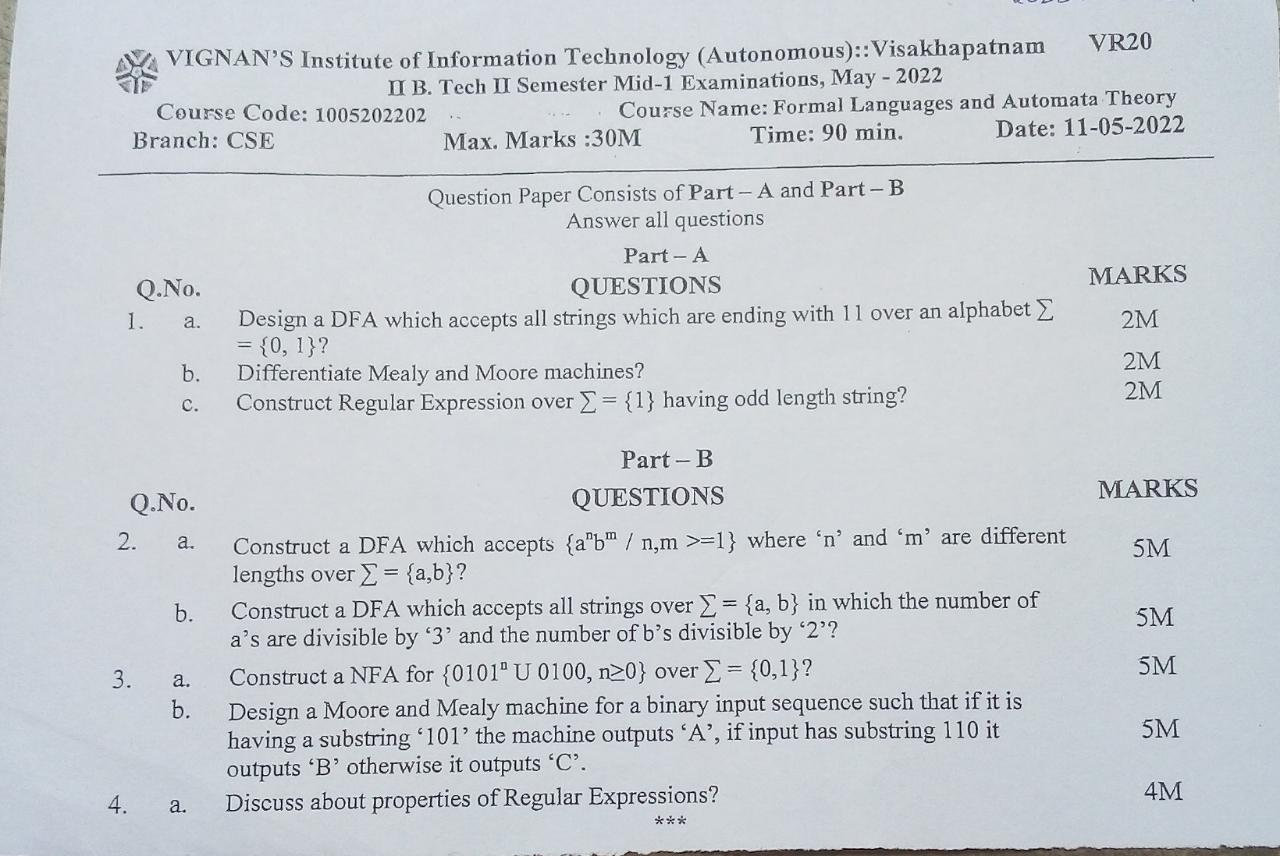 VIGNAN'S Institute of Information Technology (Autonomous)::Visakhapatnam VR20
II B. Tech II Semester Mid-1 Examinations, May - 2022
Course Code: 1005202202 Course Name: Formal Languages and Automata Theory
Branch: CSE Max. Marks :30M Time: 90 min. Date: 11-05-2022
Question Paper Consists of Part – A and Part – B
Answer all questions
Part – A
Q.No. QUESTIONS MARKS
1. a. Design a DFA which accepts all strings which are ending with 11 over an alphabet ∑ 2M
= {0, 1}?
b. Differentiate Mealy and Moore machines? 2M
c. Construct Regular Expression over ∑ = {1} having odd length string? 2M
Part – B
Q.No. QUESTIONS MARKS
2. a. Construct a DFA which accepts {aⁿbᵐ / n,m >=1} where ‘n’ and ‘m’ are different 5M
lengths over ∑ = {a,b}?
b. Construct a DFA which accepts all strings over ∑ = {a, b} in which the number of 5M
a’s are divisible by ‘3’ and the number of b’s divisible by ‘2’?
3. a. Construct a NFA for {0101ⁿ U 0100, n≥0} over ∑ = {0,1}? 5M
b. Design a Moore and Mealy machine for a binary input sequence such that if it is
having a substring ‘101’ the machine outputs ‘A’, if input has substring 110 it 5M
outputs ‘B’ otherwise it outputs ‘C’.
4. a. Discuss about properties of Regular Expressions? 4M
***